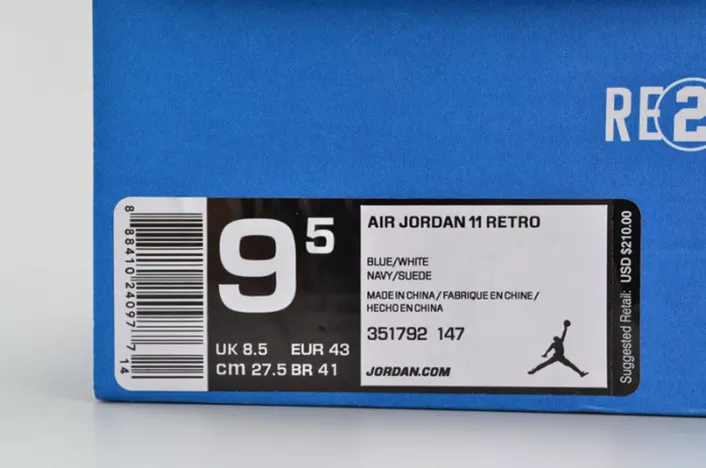 RE2
8 88410 24097 7 14
9 5
UK 8.5 EUR 43
cm 27.5 BR 41
AIR JORDAN 11 RETRO
BLUE/WHITE
NAVY/SUEDE
MADE IN CHINA/FABRIQUE EN CHINE/
HECHO EN CHINA
351792 147
JORDAN.COM
Suggested Retail: USD $210.00